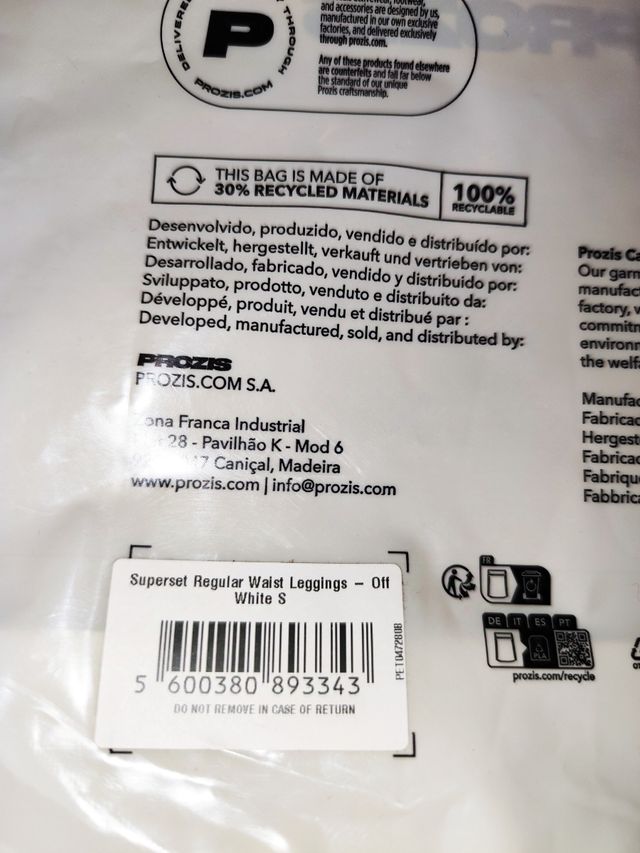 DELIVERED
THROUGH
PROZIS.COM
P
and accessories are designed by us,
manufactured in our own exclusive
factories, and delivered exclusively
through prozis.com.
Any of these products found elsewhere
are counterfeits and fall far below
the standard of our unique
Prozis craftsmanship.
THIS BAG IS MADE OF
30% RECYCLED MATERIALS
100%
RECYCLABLE
Desenvolvido, produzido, vendido e distribuído por:
Entwickelt, hergestellt, verkauft und vertrieben von:
Desarrollado, fabricado, vendido y distribuido por:
Sviluppato, prodotto, venduto e distribuito da:
Développé, produit, vendu et distribué par :
Developed, manufactured, sold, and distributed by:
PROZIS
PROZIS.COM S.A.
Zona Franca Industrial
28 - Pavilhão K - Mod 6
Caniçal, Madeira
www.prozis.com | info@prozis.com
Prozis Ca
Our garm
manufac
factory, w
commitm
environm
the welfa
Manufac
Fabricac
Hergest
Fabricac
Fabriqu
Fabbrica
Superset Regular Waist Leggings – Off
White S
5 600380 893343
DO NOT REMOVE IN CASE OF RETURN
FR
DE IT ES PT
prozis.com/recycle